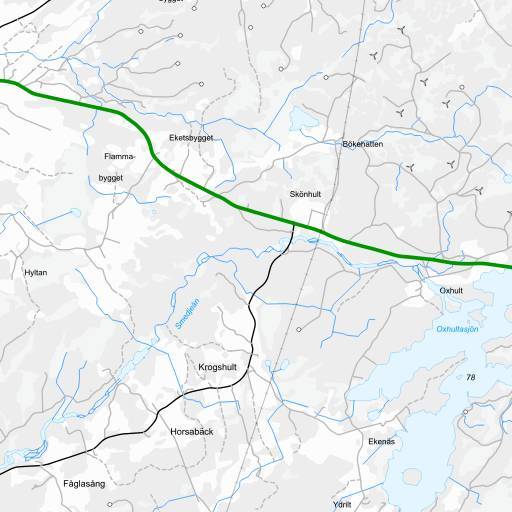 Eketsbygget
Flamma-
bygget
Bökehatten
Skönhult
Hyltan
Smedjeån
Oxhult
Oxhultasjön
Krogshult
78
Horsabäck
Ekenäs
Fåglasång
Ydrit